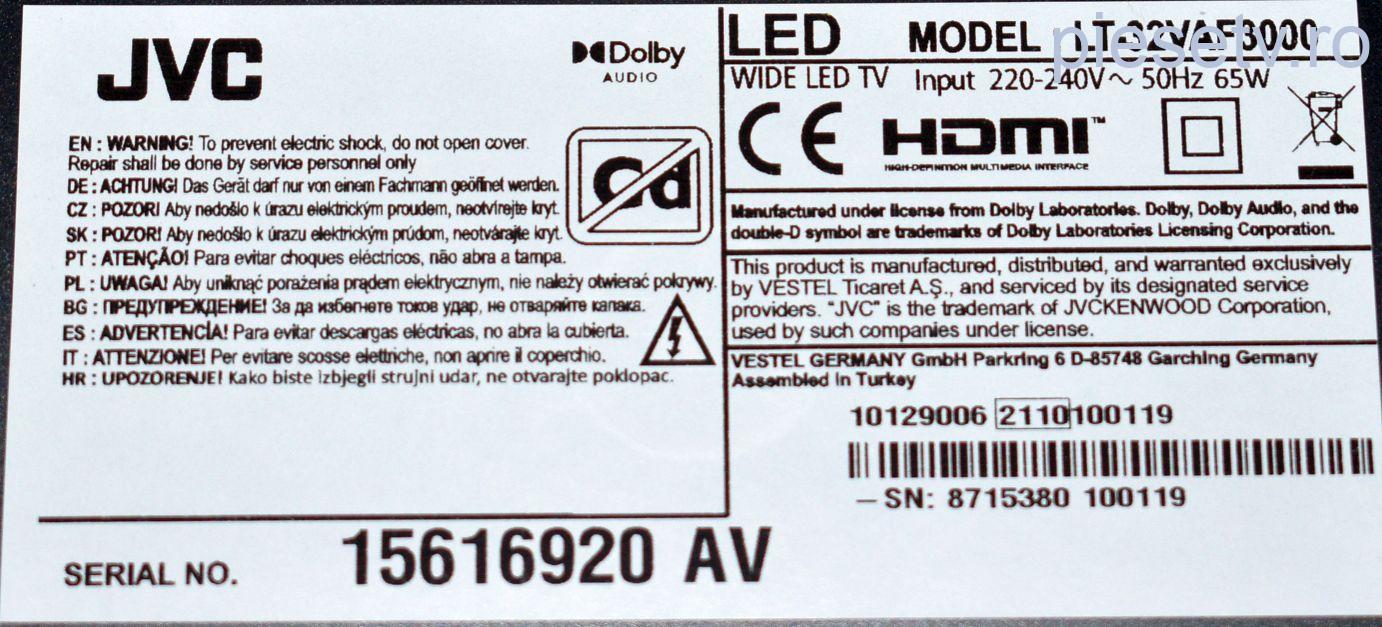 JVC
Dolby
AUDIO
EN : WARNING! To prevent electric shock, do not open cover.
Repair shall be done by service personnel only
DE : ACHTUNG! Das Gerät darf nur von einem Fachmann geöffnet werden.
CZ : POZOR! Aby nedošlo k úrazu elektrickým proudem, neotvírejte kryt.
SK : POZOR! Aby nedošlo k úrazu elektrickým prúdom, neotvárajte kryt.
PT : ATENÇÃO! Para evitar choques eléctricos, não abra a tampa.
PL : UWAGA! Aby uniknąć porażenia prądem elektrycznym, nie należy otwierać pokrywy.
BG : ПРЕДУПРЕЖДЕНИЕ! За да избегнете токов удар, не отваряйте капака.
ES : ADVERTENCİA! Para evitar descargas eléctricas, no abra la cubierta.
IT : ATTENZIONE! Per evitare scosse elettriche, non aprire il coperchio.
HR : UPOZORENJE! Kako biste izbjegli strujni udar, ne otvarajte poklopac.
Cd
LED MODEL LT-32VAF3000
piesetv.ro
WIDE LED TV Input 220-240V~ 50Hz 65W
CE HDMI™
HIGH-DEFINITION MULTIMEDIA INTERFACE
Manufactured under license from Dolby Laboratories. Dolby, Dolby Audio, and the
double-D symbol are trademarks of Dolby Laboratories Licensing Corporation.
This product is manufactured, distributed, and warranted exclusively
by VESTEL Ticaret A.Ş., and serviced by its designated service
providers. "JVC" is the trademark of JVCKENWOOD Corporation,
used by such companies under license.
VESTEL GERMANY GmbH Parkring 6 D-85748 Garching Germany
Assembled in Turkey
10129006 2110100119
– SN: 8715380 100119
SERIAL NO. 15616920 AV